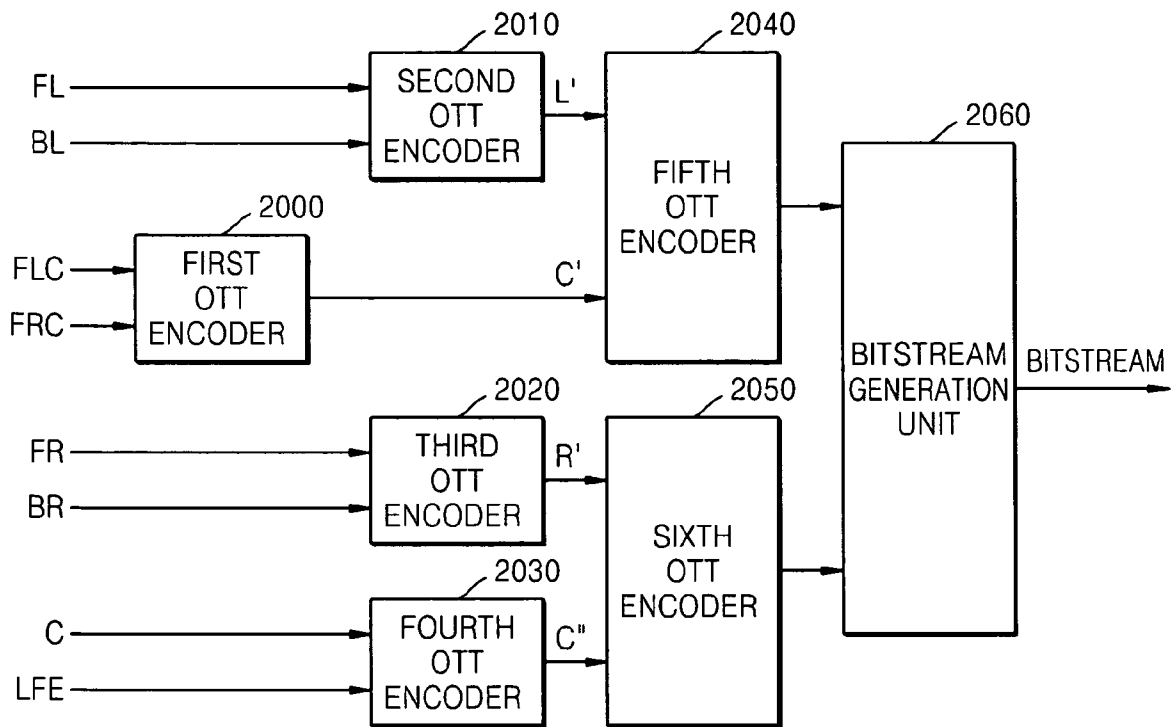 2010
2040
FL
BL
SECOND
OTT
ENCODER
L'
2060
2000
FIFTH
OTT
ENCODER
FLC
FRC
FIRST
OTT
ENCODER
C'
BITSTREAM
GENERATION
UNIT
BITSTREAM
2020
2050
FR
BR
THIRD
OTT
ENCODER
R'
SIXTH
OTT
ENCODER
2030
C
LFE
FOURTH
OTT
ENCODER
C"